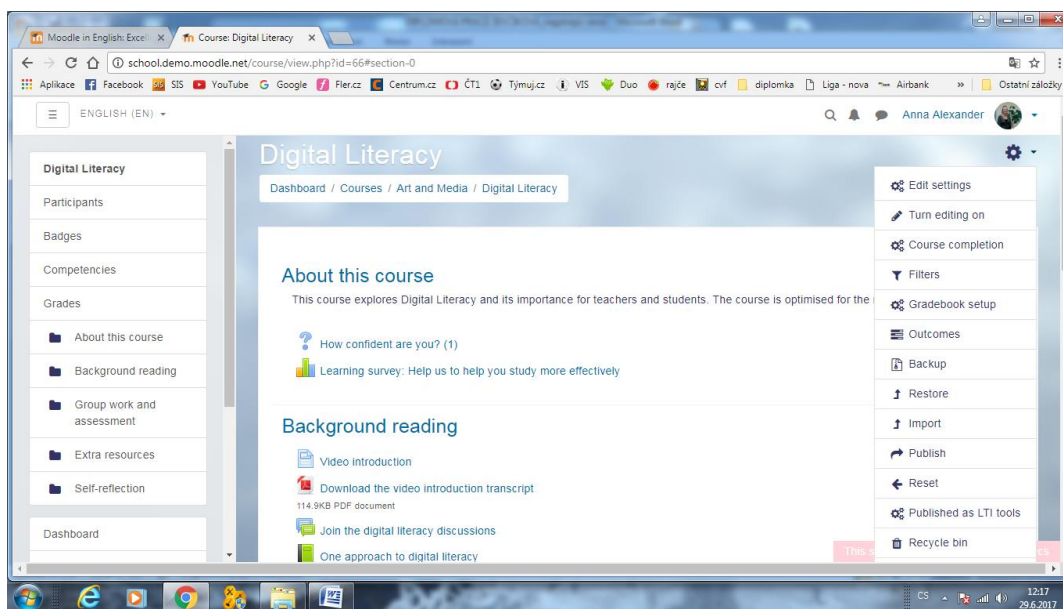 Moodle in English: Excell
Course: Digital Literacy
school.demo.moodle.net/course/view.php?id=66#section-0
Aplikace Facebook SIS YouTube Google Fler.cz Centrum.cz ČT1 Týmuj.cz VIS Duo rajče cvf diplomka Liga - nova Airbank » Ostatní záložky
ENGLISH (EN)
Anna Alexander
Digital Literacy
Participants
Badges
Competencies
Grades
About this course
Background reading
Group work and
assessment
Extra resources
Self-reflection
Dashboard
Digital Literacy
Dashboard / Courses / Art and Media / Digital Literacy
About this course
This course explores Digital Literacy and its importance for teachers and students. The course is optimised for the
How confident are you? (1)
Learning survey: Help us to help you study more effectively
Background reading
Video introduction
Download the video introduction transcript
114.9KB PDF document
Join the digital literacy discussions
One approach to digital literacy
Edit settings
Turn editing on
Course completion
Filters
Gradebook setup
Outcomes
Backup
Restore
Import
Publish
Reset
Published as LTI tools
Recycle bin
This s
CS
12:17
29.6.2017